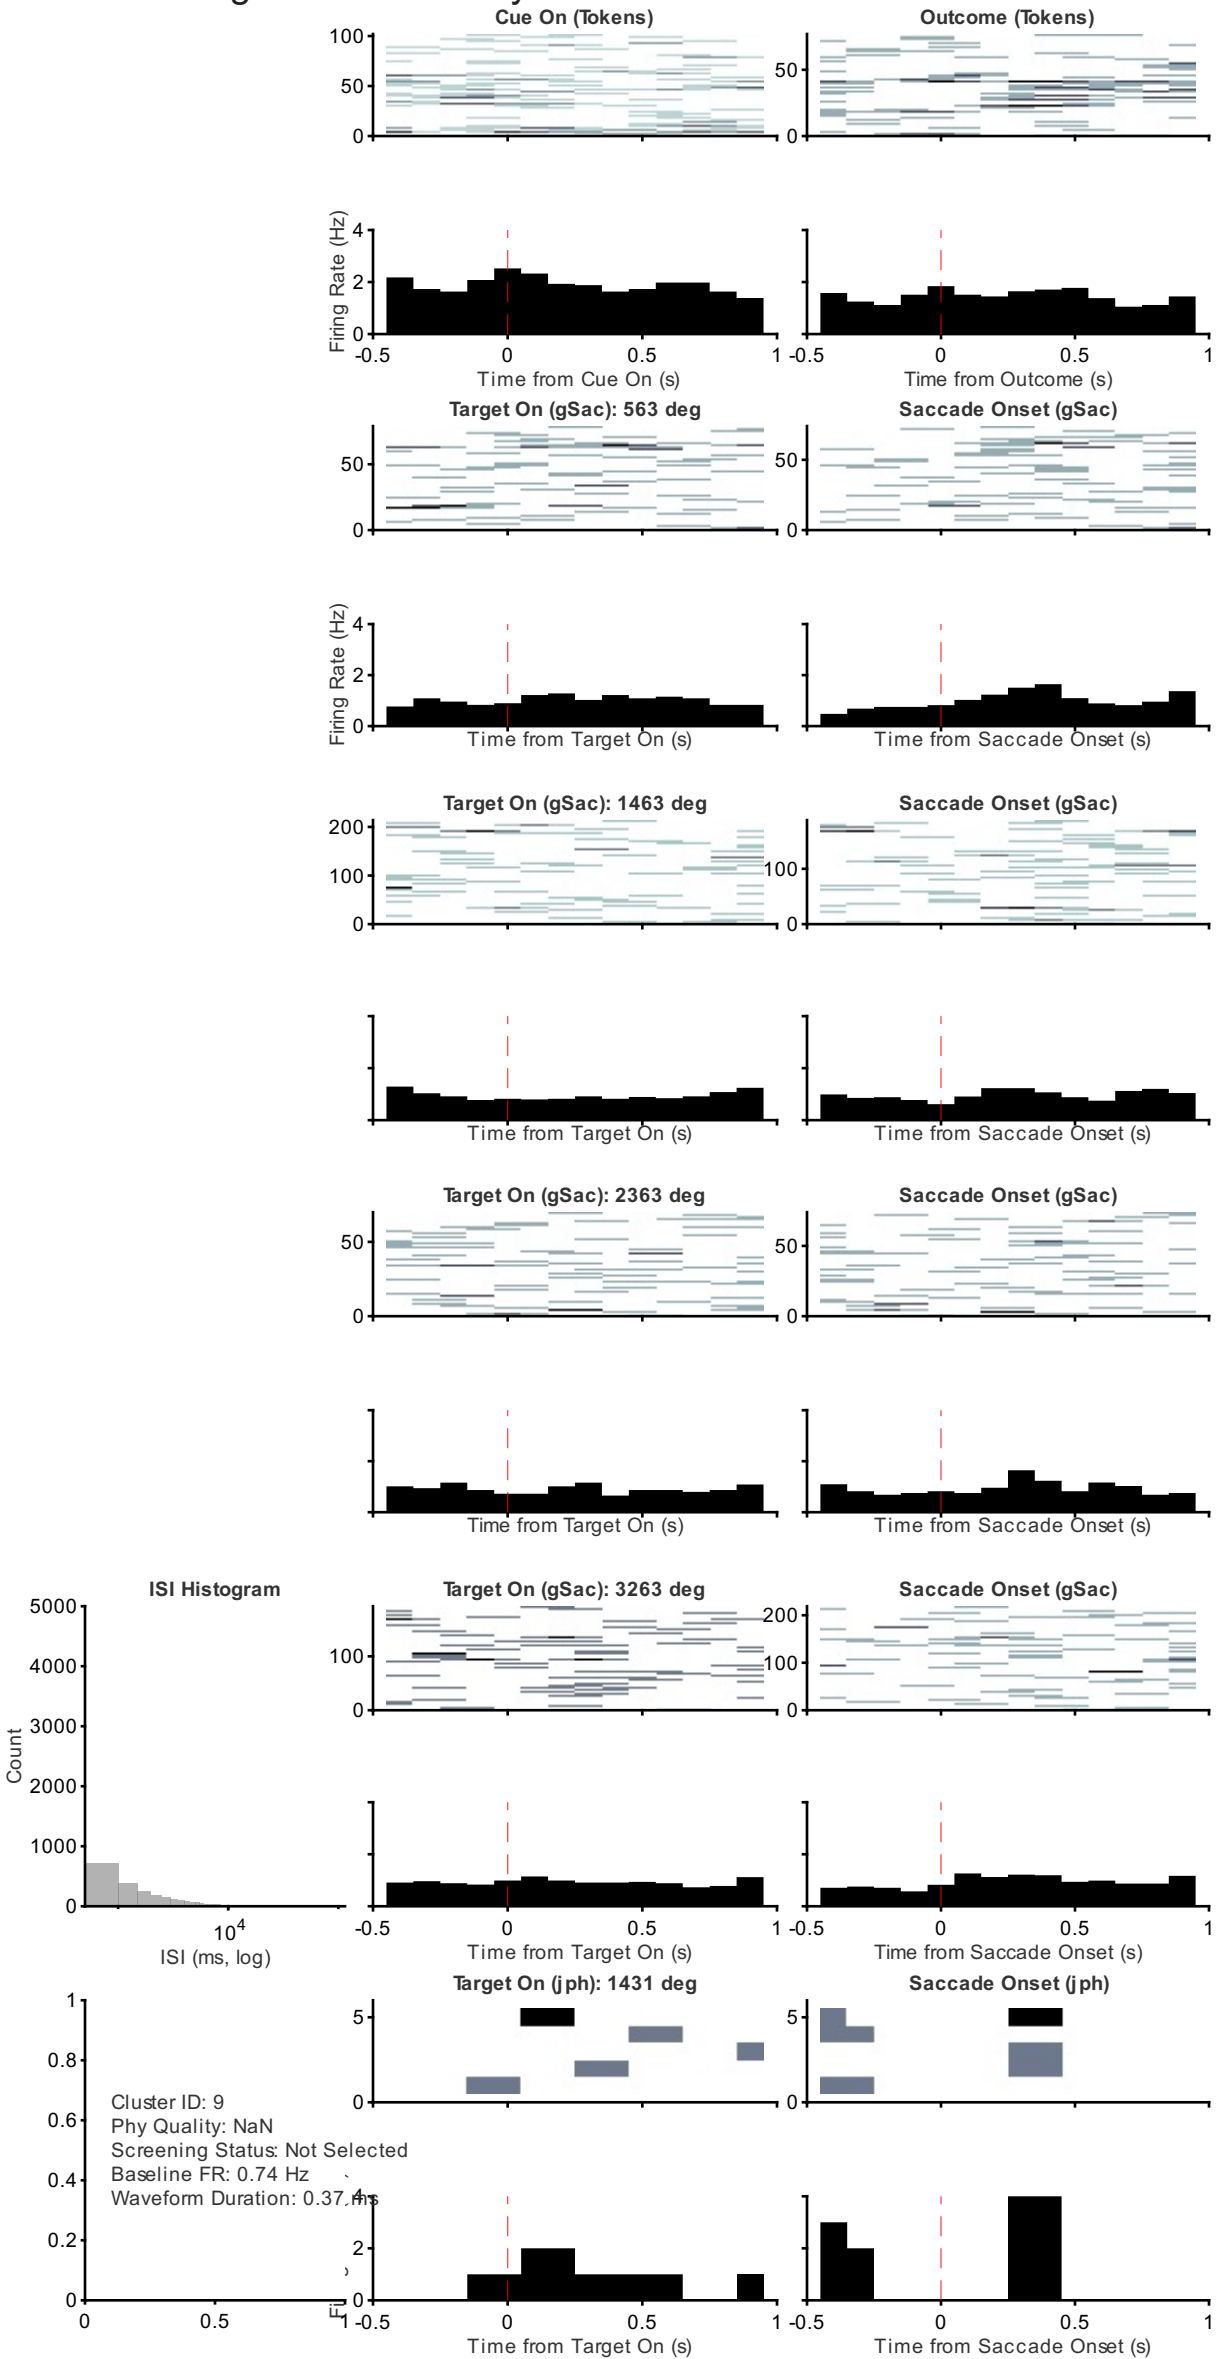 Cue On (Tokens)
Outcome (Tokens)
100
50
0
50
0
Firing Rate (Hz)
4
2
0
-0.5
0
0.5
1
-0.5
0
0.5
1
Time from Cue On (s)
Time from Outcome (s)
Target On (gSac): 563 deg
Saccade Onset (gSac)
50
0
50
0
Firing Rate (Hz)
4
2
0
Time from Target On (s)
Time from Saccade Onset (s)
Target On (gSac): 1463 deg
Saccade Onset (gSac)
200
100
0
100
0
Time from Target On (s)
Time from Saccade Onset (s)
Target On (gSac): 2363 deg
Saccade Onset (gSac)
50
0
50
0
Time from Target On (s)
Time from Saccade Onset (s)
ISI Histogram
5000
4000
3000
2000
1000
0
Count
10^4
ISI (ms, log)
Target On (gSac): 3263 deg
Saccade Onset (gSac)
100
0
200
100
0
-0.5
0
0.5
1
-0.5
0
0.5
1
Time from Target On (s)
Time from Saccade Onset (s)
Target On (jph): 1431 deg
Saccade Onset (jph)
1
0.8
0.6
0.4
0.2
0
0
0.5
1
Cluster ID: 9
Phy Quality: NaN
Screening Status: Not Selected
Baseline FR: 0.74 Hz
Waveform Duration: 0.37 ms
5
0
5
0
4
2
0
-0.5
0
0.5
1
-0.5
0
0.5
1
Time from Target On (s)
Time from Saccade Onset (s)